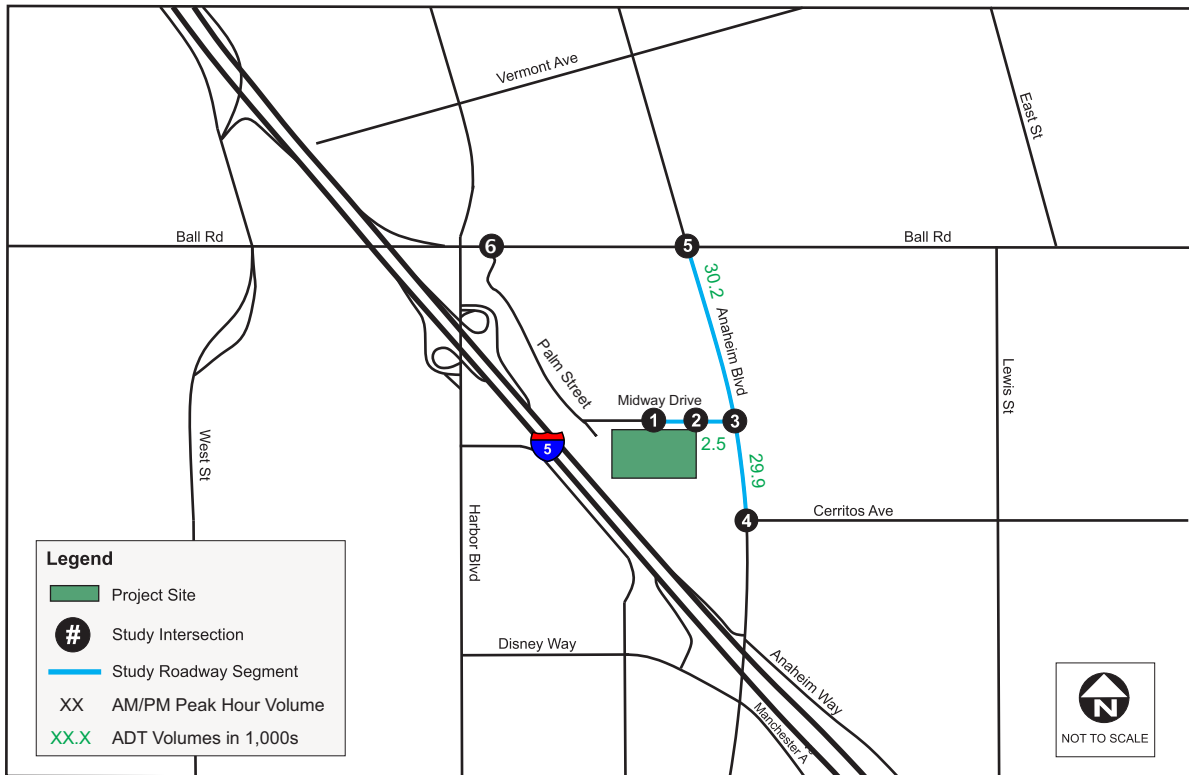 Vermont Ave
East St
Ball Rd
6
5
Ball Rd
30.2
Anaheim Blvd
Palm Street
Midway Drive
1
2
3
2.5
29.9
5
Lewis St
West St
Harbor Blvd
4
Cerritos Ave
Disney Way
Anaheim Way
Manchester A
Legend
Project Site
# Study Intersection
Study Roadway Segment
XX AM/PM Peak Hour Volume
XX.X ADT Volumes in 1,000s
N
NOT TO SCALE